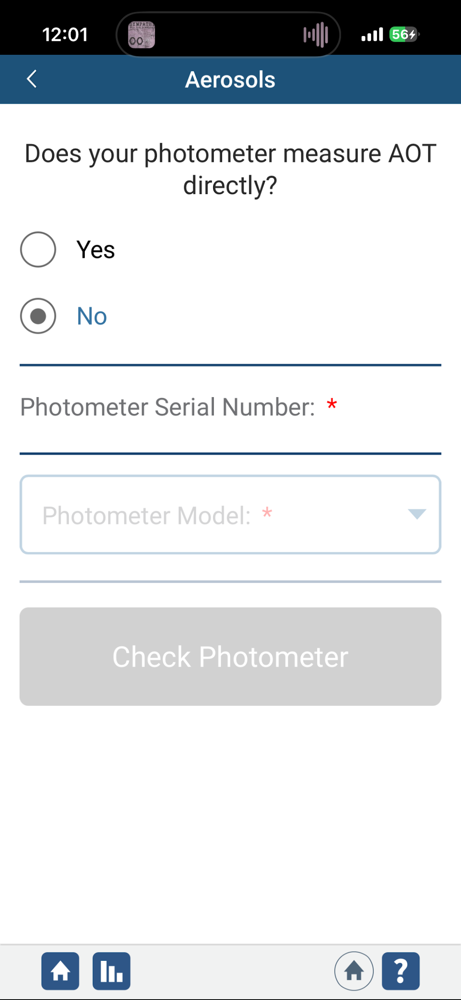 12:01
SYMPATHY
56
Aerosols
Does your photometer measure AOT
directly?
Yes
No
Photometer Serial Number: *
Photometer Model: *
Check Photometer
?